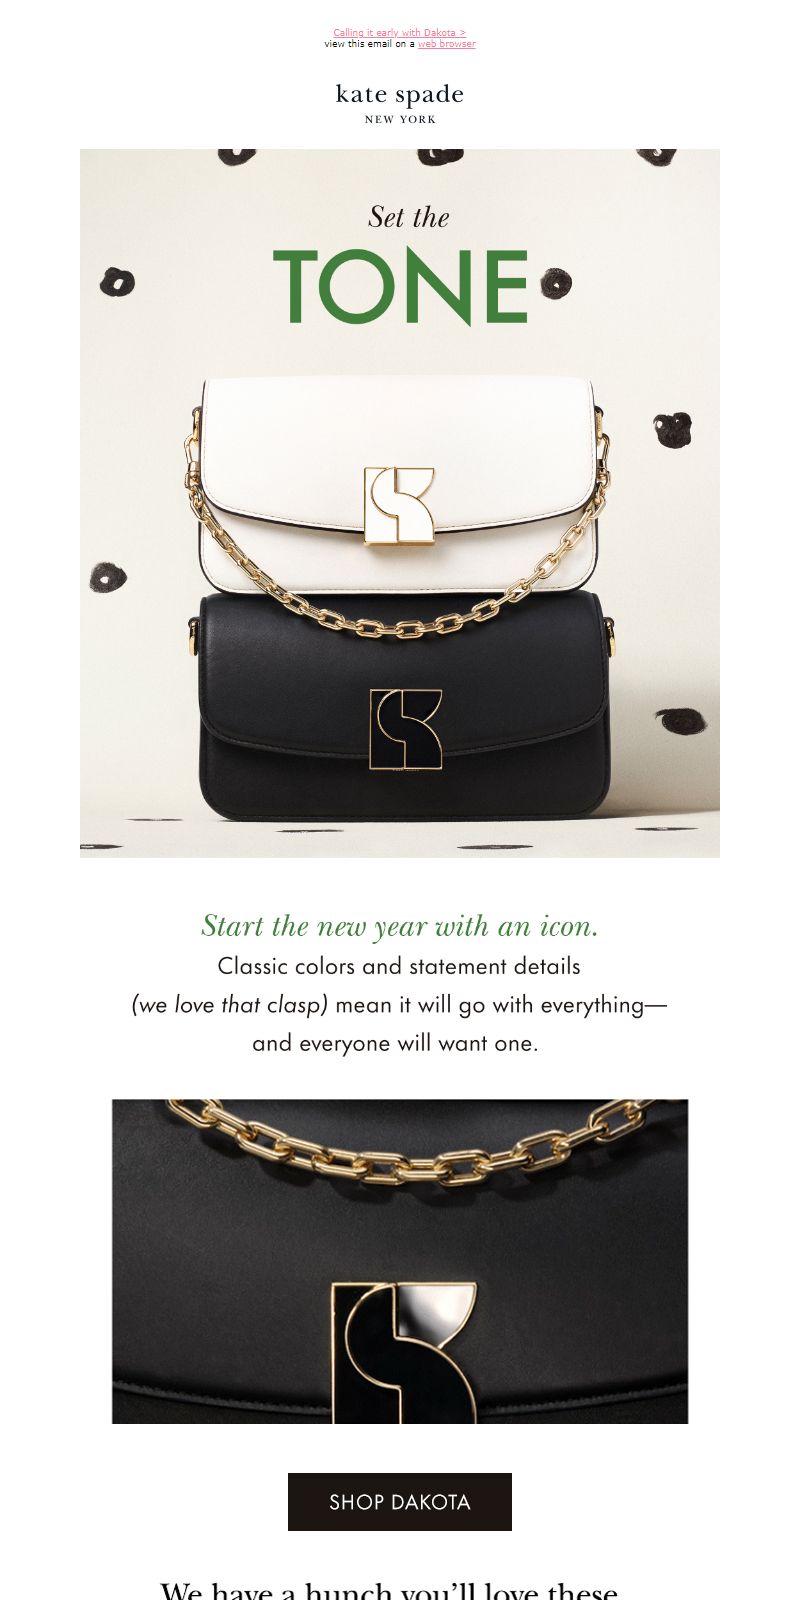 Calling it early with Dakota >
view this email on a web browser
kate spade
NEW YORK
Set the
TONE
Start the new year with an icon.
Classic colors and statement details
(we love that clasp) mean it will go with everything—
and everyone will want one.
SHOP DAKOTA
We have a hunch you'll love these